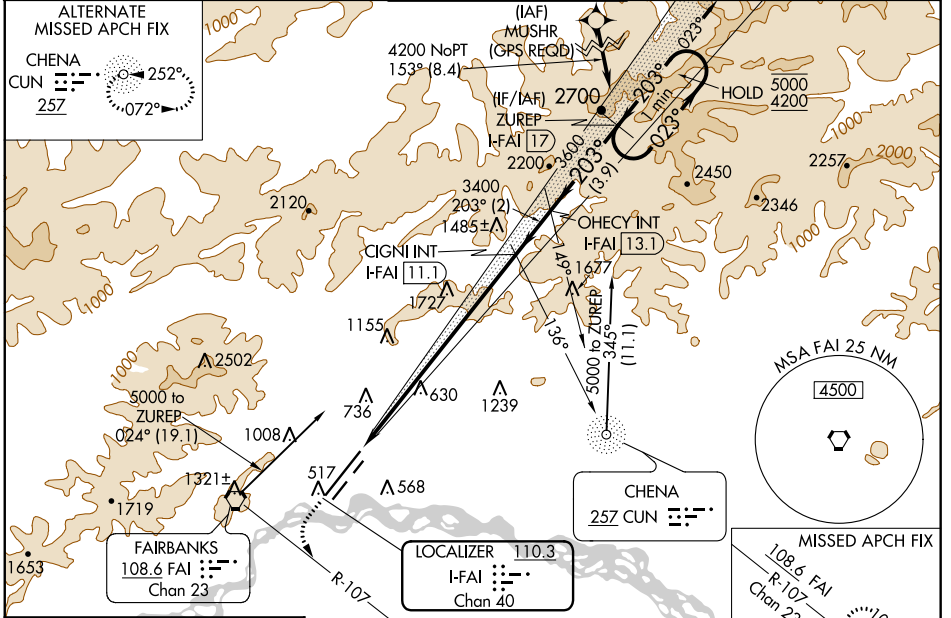 ALTERNATE
MISSED APCH FIX
CHENA
CUN
257
252°
072°
1000
(IAF)
MUSHR
(GPS REQD)
4200 NoPT
153° (8.4)
023°
203°
1 min
023°
HOLD
5000
4200
1000
2700
(IF/IAF)
ZUREP
I-FAI 17
3600
203°
(3.9)
2200
2450
2257
2000
2346
1000
2120
3400
203° (2)
1485±
OHECY INT
I-FAI 13.1
CIGNI INT
I-FAI 11.1
149°
1677
1727
136°
5000 to ZUREP
345°
(11.1)
1000
1155
2502
1000
736
630
1239
5000 to
ZUREP
024° (19.1)
1008
1321±
517
568
1719
1653
MSA FAI 25 NM
4500
CHENA
257 CUN
FAIRBANKS
108.6 FAI
Chan 23
R-107
LOCALIZER 110.3
I-FAI
Chan 40
MISSED APCH FIX
108.6 FAI
R-107